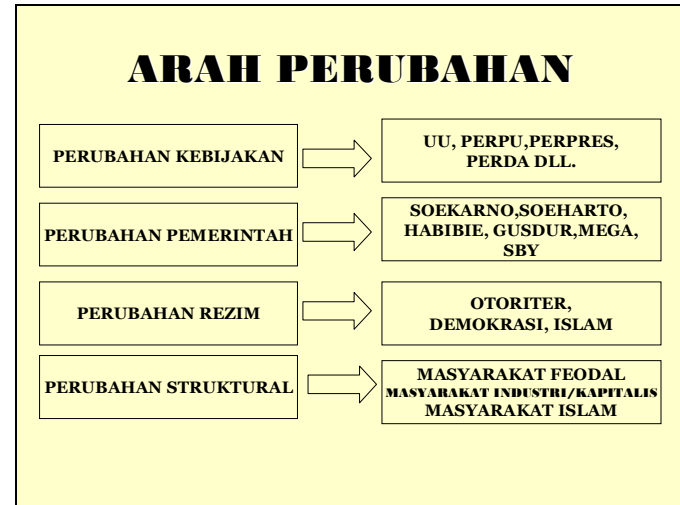 ARAH PERUBAHAN
PERUBAHAN KEBIJAKAN
UU, PERPU,PERPRES,
PERDA DLL.
PERUBAHAN PEMERINTAH
SOEKARNO,SOEHARTO,
HABIBIE, GUSDUR,MEGA,
SBY
PERUBAHAN REZIM
OTORITER,
DEMOKRASI, ISLAM
PERUBAHAN STRUKTURAL
MASYARAKAT FEODAL
MASYARAKAT INDUSTRI/KAPITALIS
MASYARAKAT ISLAM